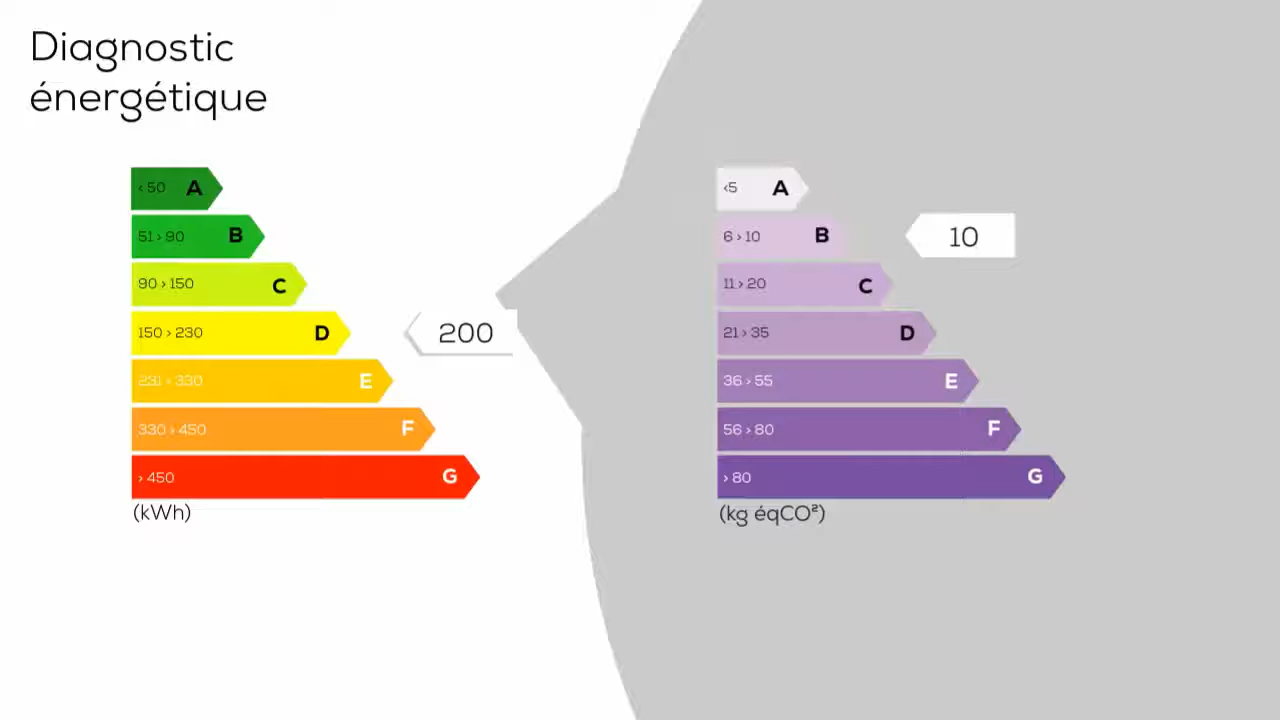 Diagnostic
énergétique
< 50 A
51 > 90 B
90 > 150 C
150 > 230 D
200
231 > 330 E
330 > 450 F
> 450 G
(kWh)
<5 A
6 > 10 B
10
11 > 20 C
21 > 35 D
36 > 55 E
56 > 80 F
> 80 G
(kg éqCO²)